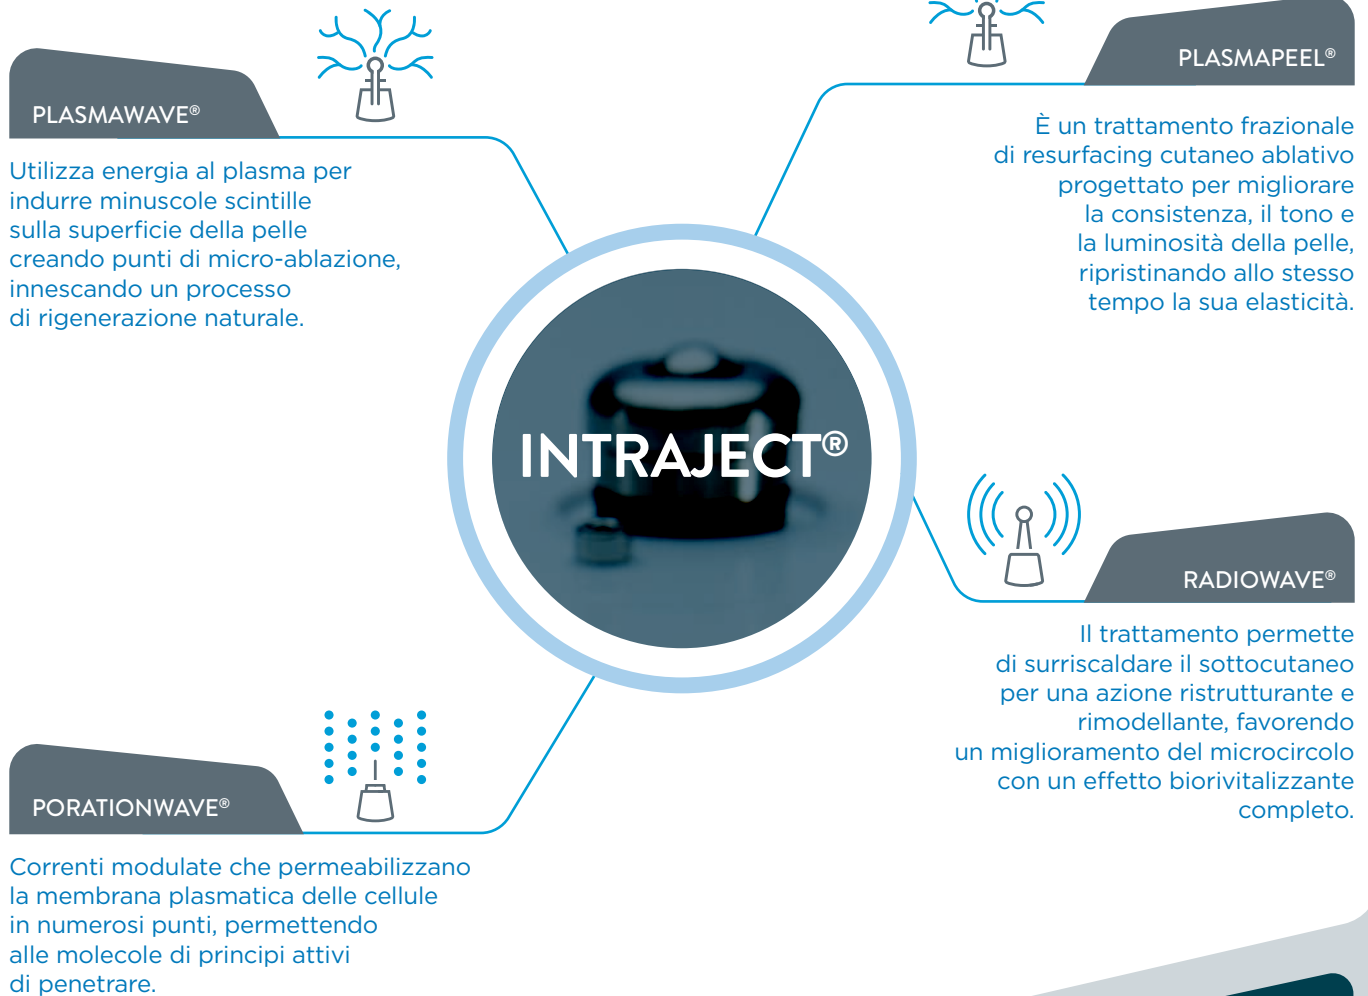 PLASMAWAVE®
Utilizza energia al plasma per
indurre minuscole scintille
sulla superficie della pelle
creando punti di micro-ablazione,
innescando un processo
di rigenerazione naturale.
PLASMAPEEL®
È un trattamento frazionale
di resurfacing cutaneo ablativo
progettato per migliorare
la consistenza, il tono e
la luminosità della pelle,
ripristinando allo stesso
tempo la sua elasticità.
INTRAJECT®
RADIOWAVE®
Il trattamento permette
di surriscaldare il sottocutaneo
per una azione ristrutturante e
rimodellante, favorendo
un miglioramento del microcircolo
con un effetto biorivitalizzante
completo.
PORATIONWAVE®
Correnti modulate che permeabilizzano
la membrana plasmatica delle cellule
in numerosi punti, permettendo
alle molecole di principi attivi
di penetrare.